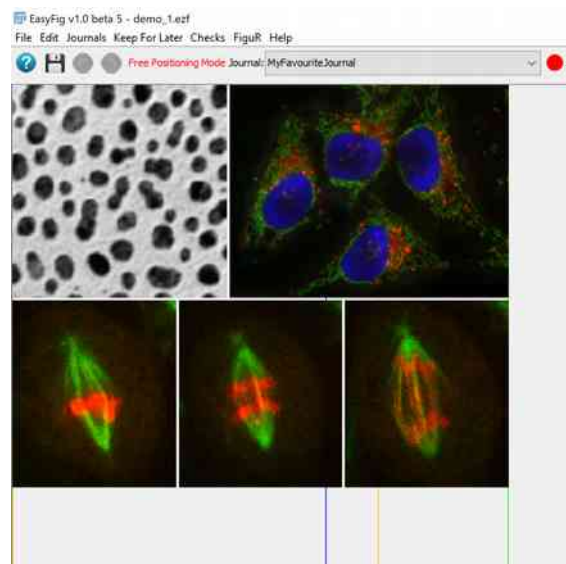 EasyFig v1.0 beta 5 - demo_1.ezf
File Edit Journals Keep For Later Checks FiguR Help
Free Positioning Mode Journal: MyFavouriteJournal